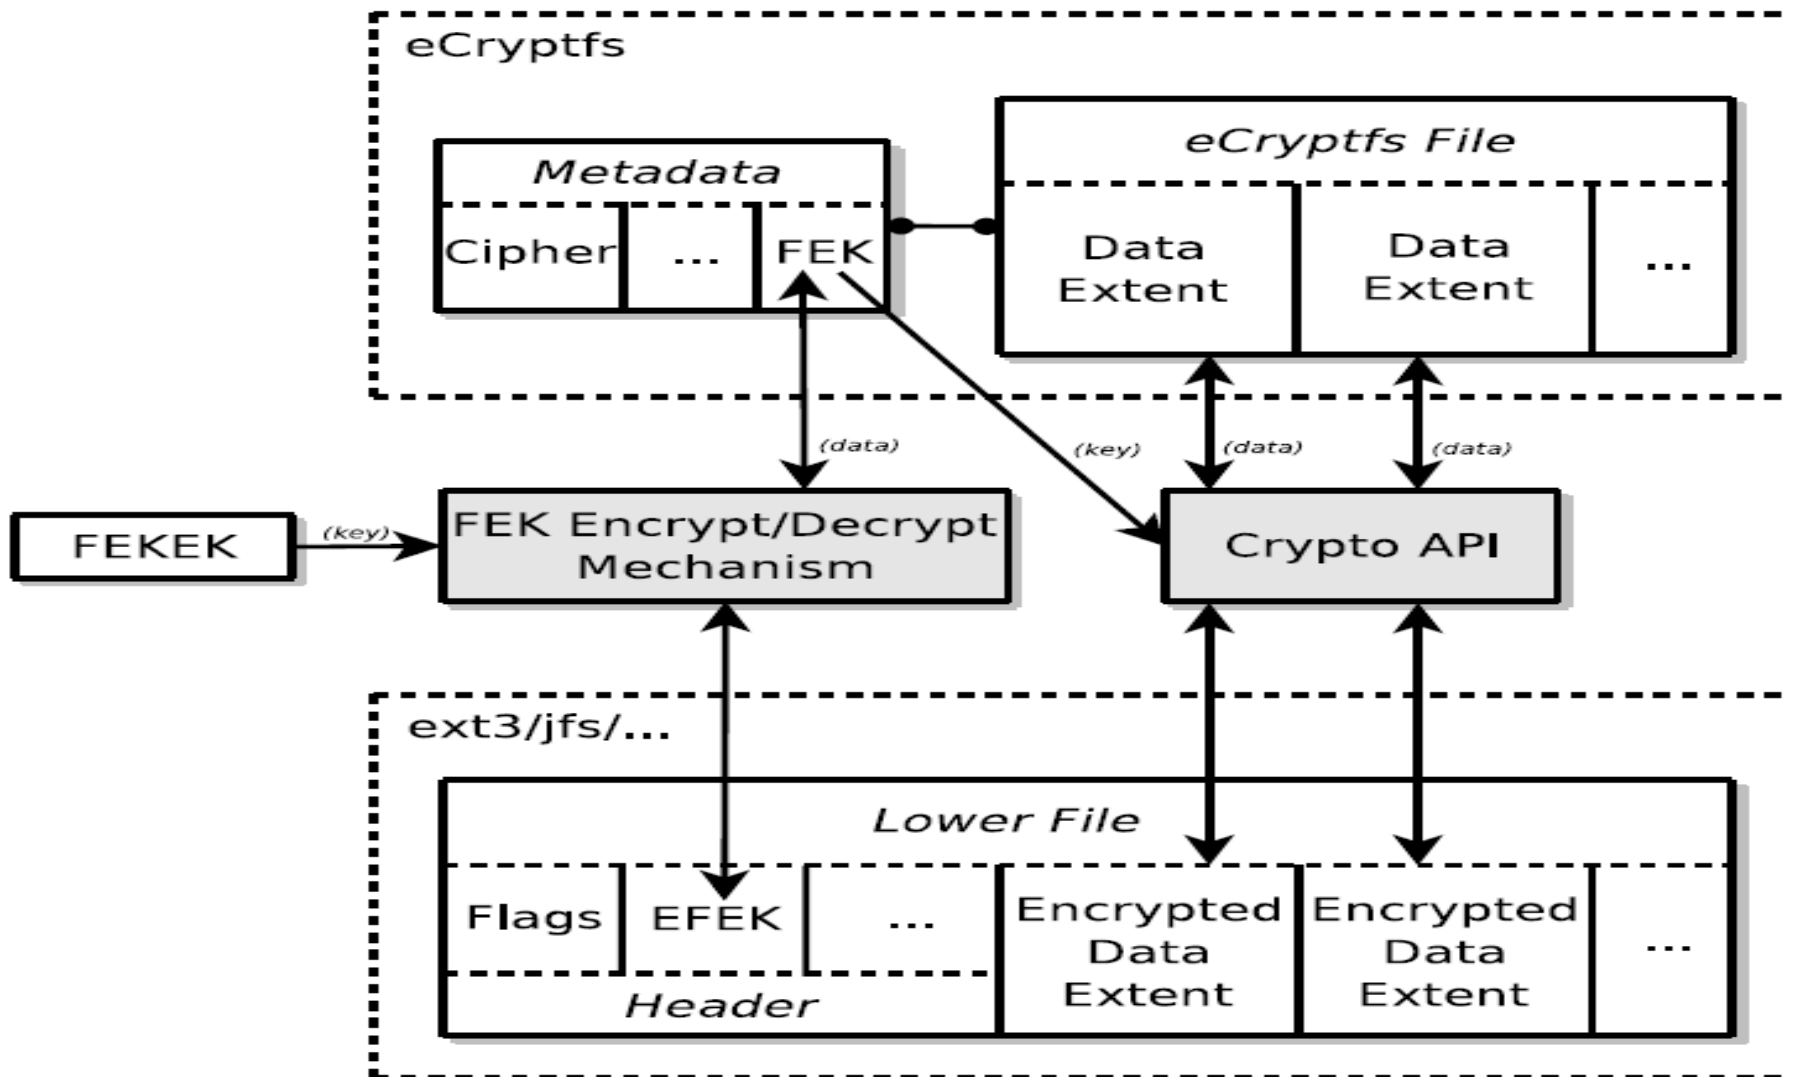 eCryptfs
eCryptfs File
Metadata
Cipher
...
FEK
Data
Extent
Data
Extent
...
(data)
(key)
(data)
(data)
FEKEK
(key)
FEK Encrypt/Decrypt
Mechanism
Crypto API
ext3/jfs/...
Lower File
Flags
EFEK
...
Header
Encrypted
Data
Extent
Encrypted
Data
Extent
...